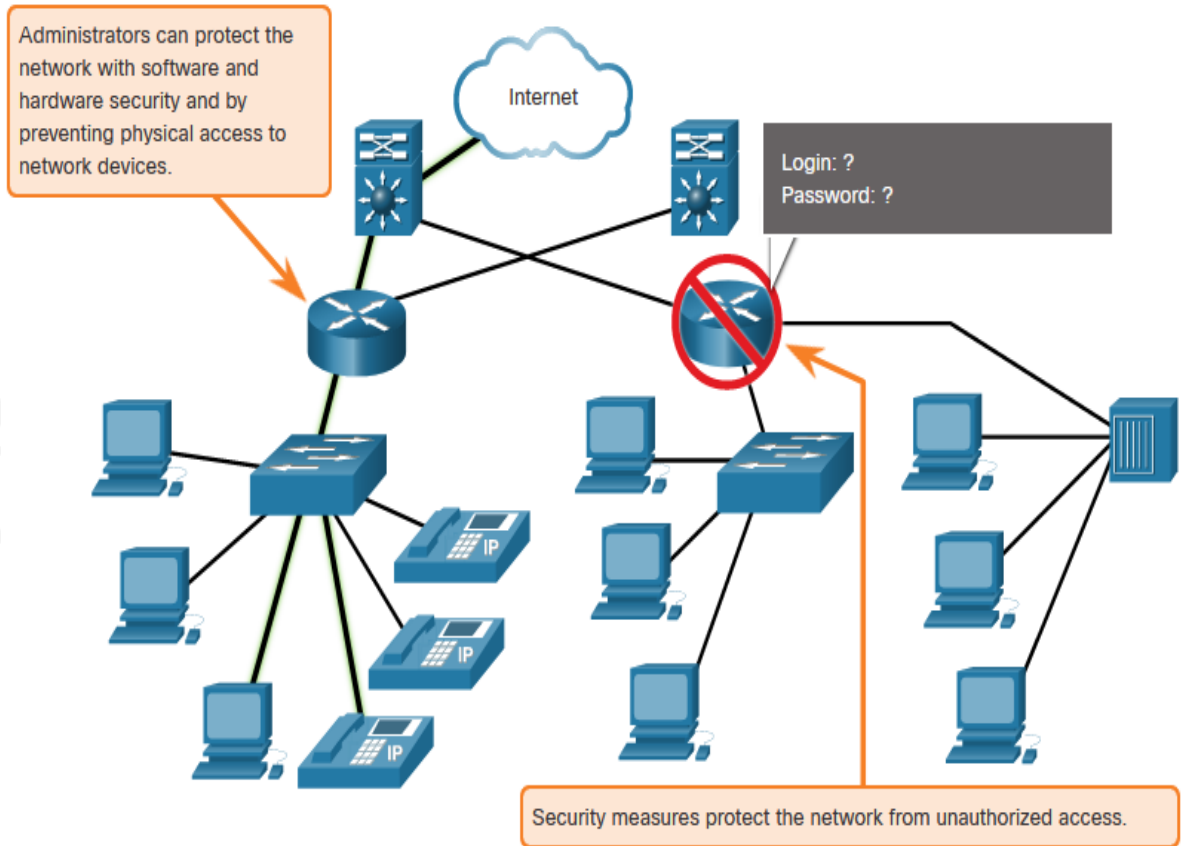 Administrators can protect the
network with software and
hardware security and by
preventing physical access to
network devices.
Internet
Login: ?
Password: ?
IP
IP
IP
Security measures protect the network from unauthorized access.